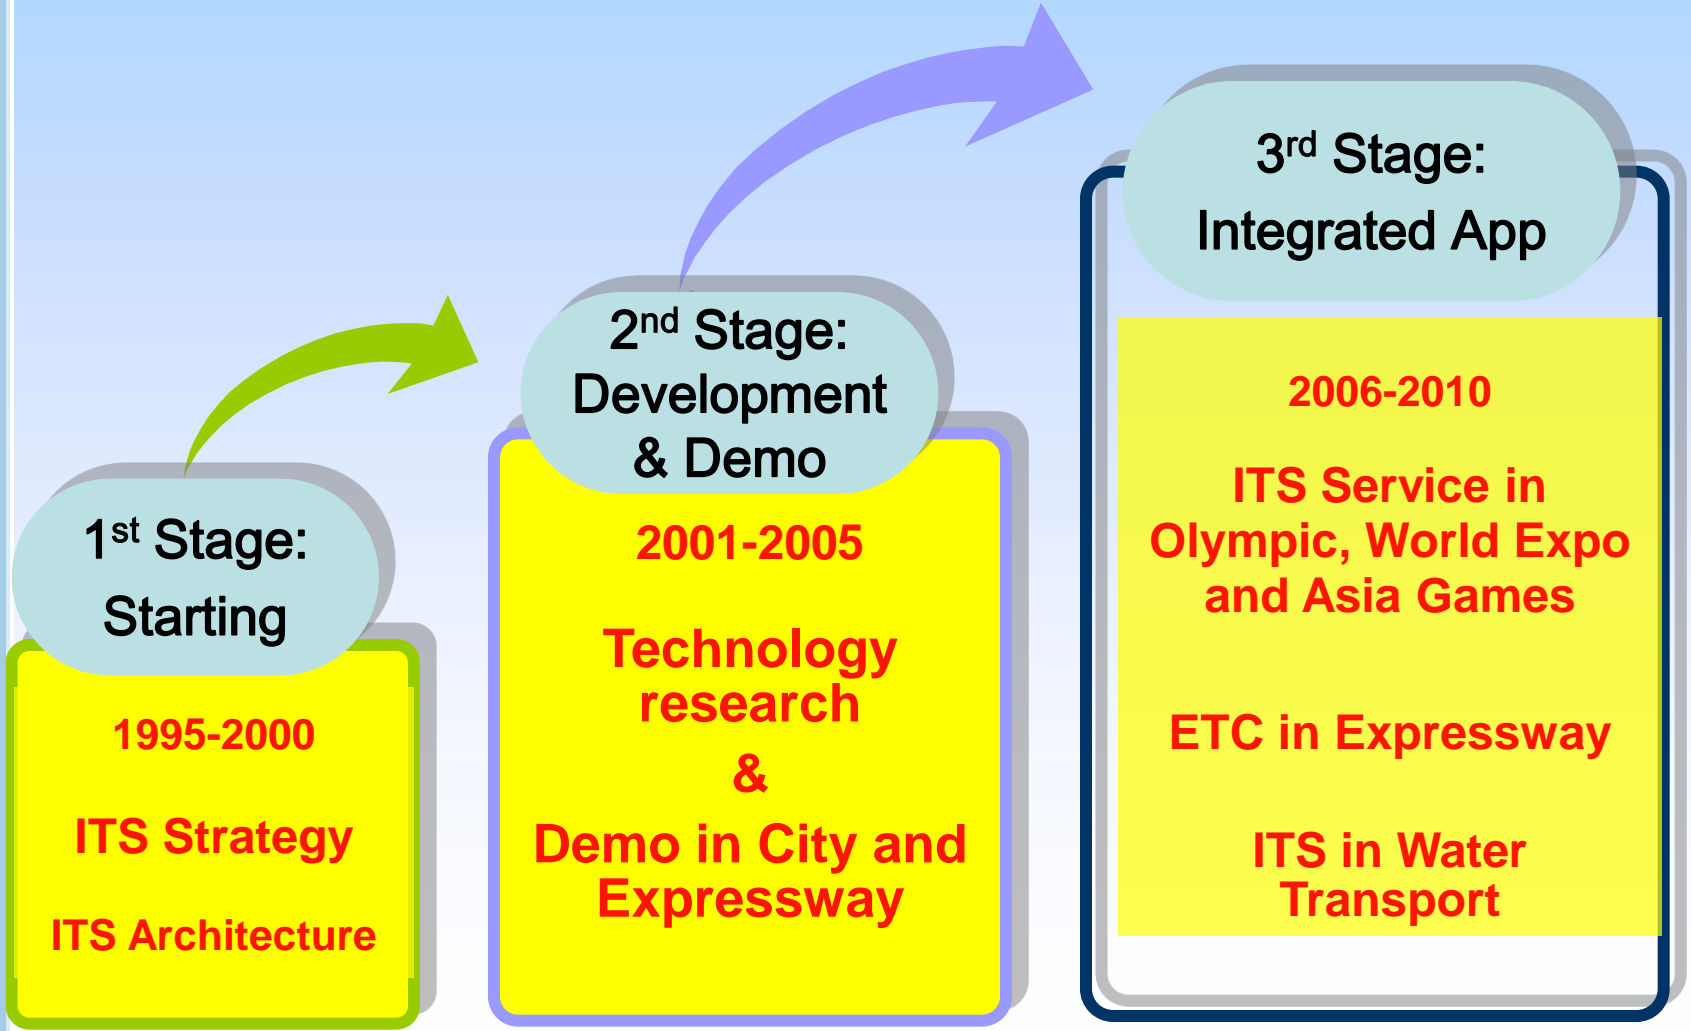 1st Stage:
Starting
1995-2000
ITS Strategy
ITS Architecture
2nd Stage:
Development
& Demo
2001-2005
Technology
research
&
Demo in City and
Expressway
3rd Stage:
Integrated App
2006-2010
ITS Service in
Olympic, World Expo
and Asia Games
ETC in Expressway
ITS in Water
Transport